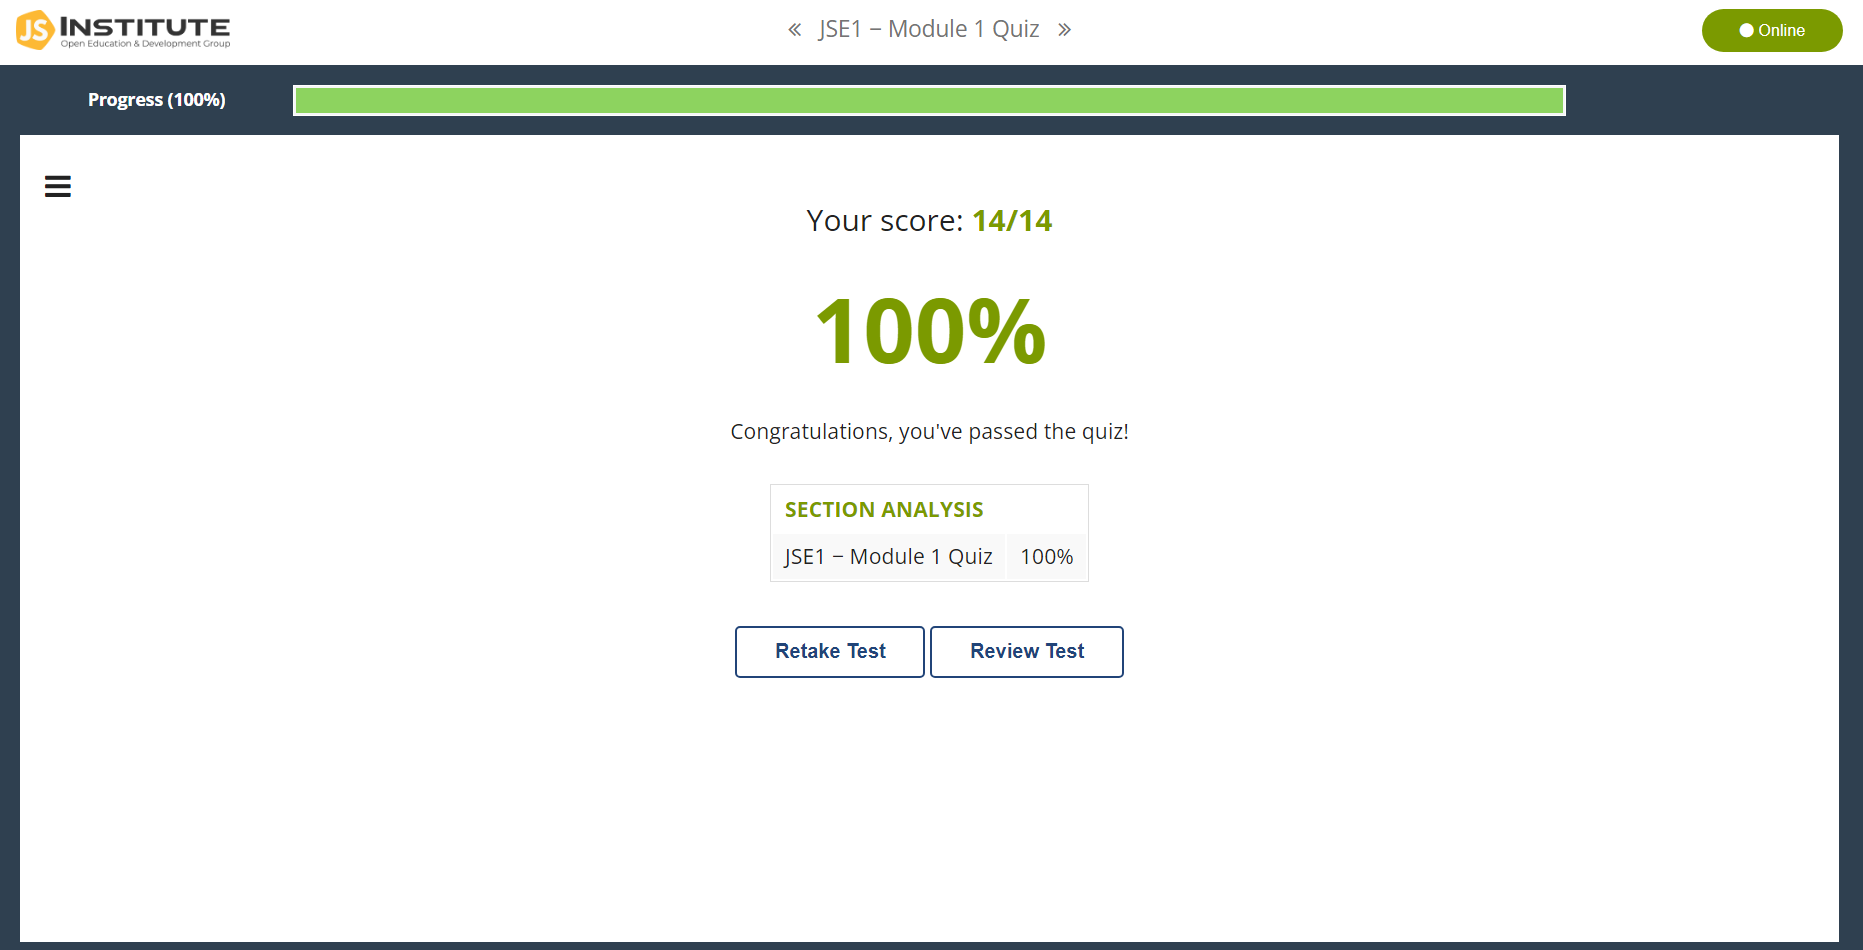 JS INSTITUTE
Open Education & Development Group
« JSE1 – Module 1 Quiz »
Online
Progress (100%)
Your score: 14/14
100%
Congratulations, you've passed the quiz!
SECTION ANALYSIS
JSE1 – Module 1 Quiz 100%
Retake Test Review Test